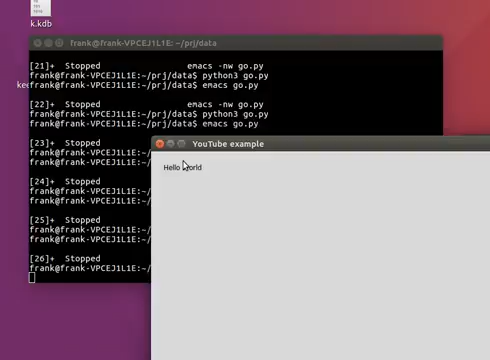 k.kdb
frank@frank-VPCEJ1L1E: ~/prj/data
[21]+  Stopped                 emacs -nw go.py
frank@frank-VPCEJ1L1E:~/prj/data$ python3 go.py
kee
frank@frank-VPCEJ1L1E:~/prj/data$ emacs go.py
[22]+  Stopped                 emacs -nw go.py
frank@frank-VPCEJ1L1E:~/prj/data$ python3 go.py
frank@frank-VPCEJ1L1E:~/prj/data$ emacs go.py
[23]+  Stopped
YouTube example
frank@frank-VPCEJ1L1E:~/
frank@frank-VPCEJ1L1E:~/
Hello
[24]+  Stopped
frank@frank-VPCEJ1L1E:~/
frank@frank-VPCEJ1L1E:~/
[25]+  Stopped
frank@frank-VPCEJ1L1E:~/
frank@frank-VPCEJ1L1E:~/
[26]+  Stopped
frank@frank-VPCEJ1L1E:~/